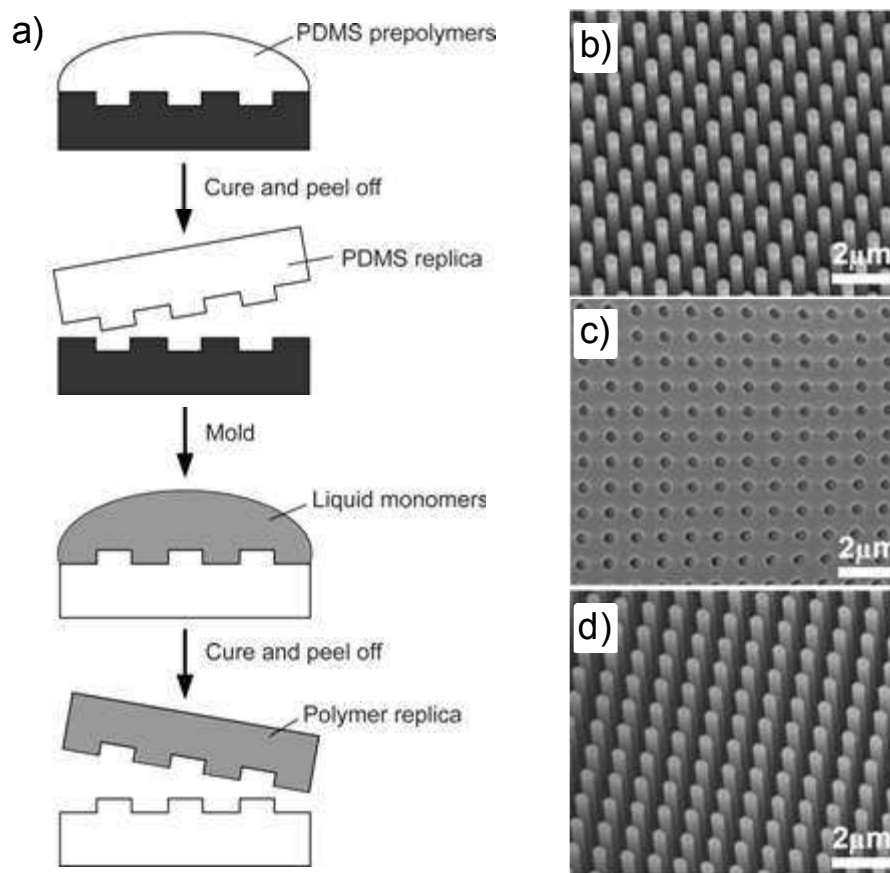 a)
PDMS prepolymers
Cure and peel off
PDMS replica
Mold
Liquid monomers
Cure and peel off
Polymer replica
b)
2μm
c)
2μm
d)
2μm